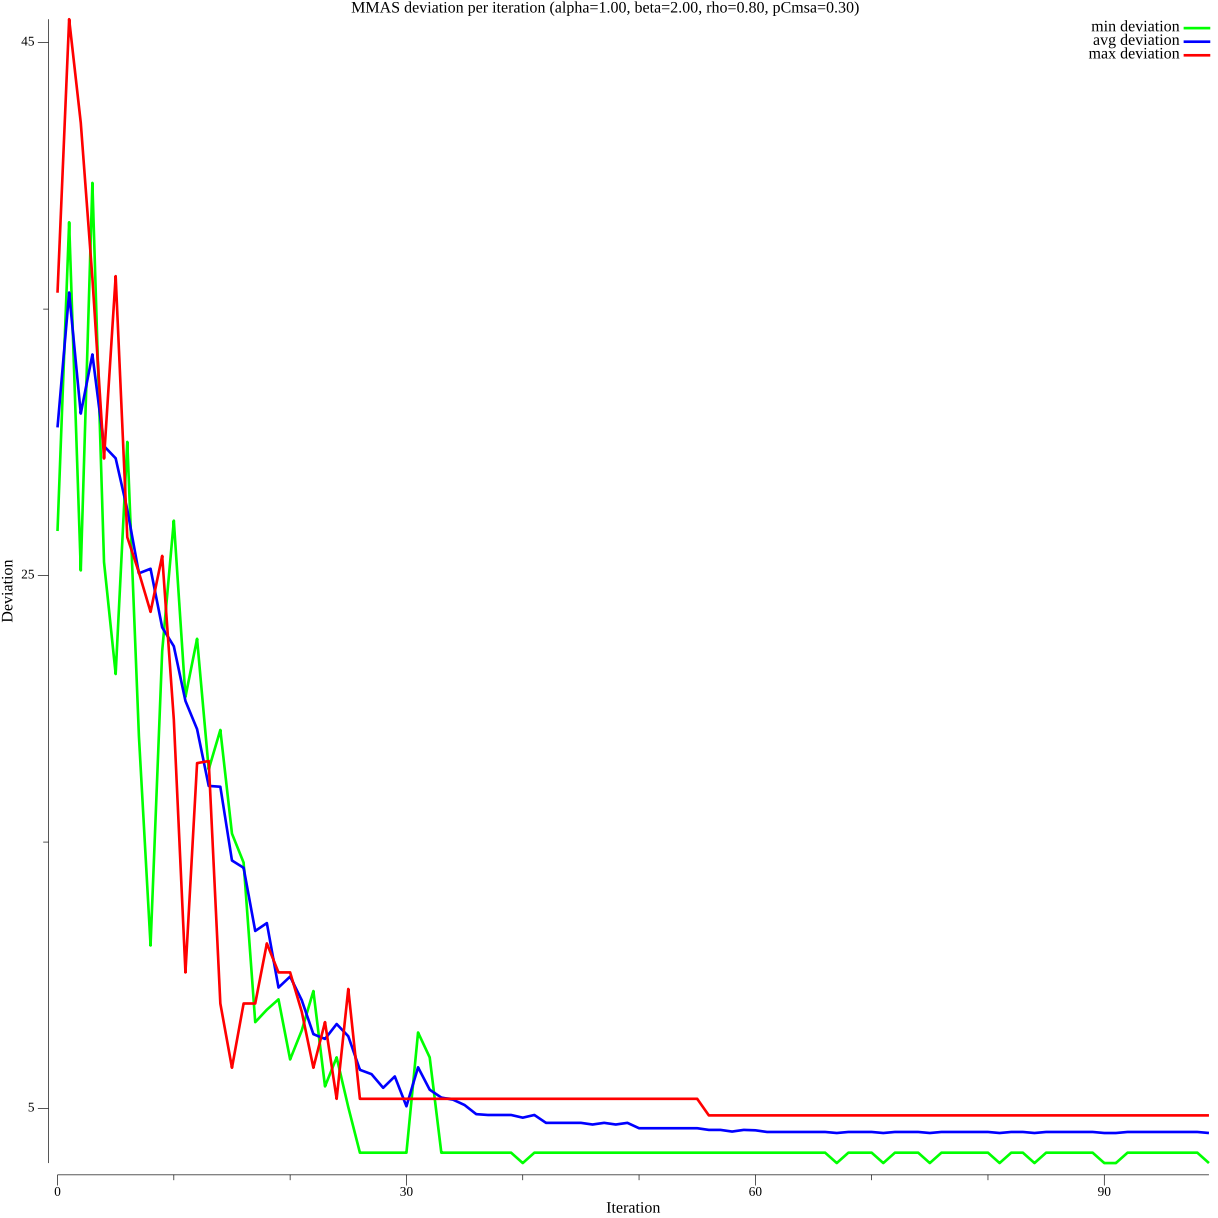 MMAS deviation per iteration (alpha=1.00, beta=2.00, rho=0.80, pCmsa=0.30)
min deviation
avg deviation
max deviation
45
25
5
Deviation
0 30 60 90
Iteration